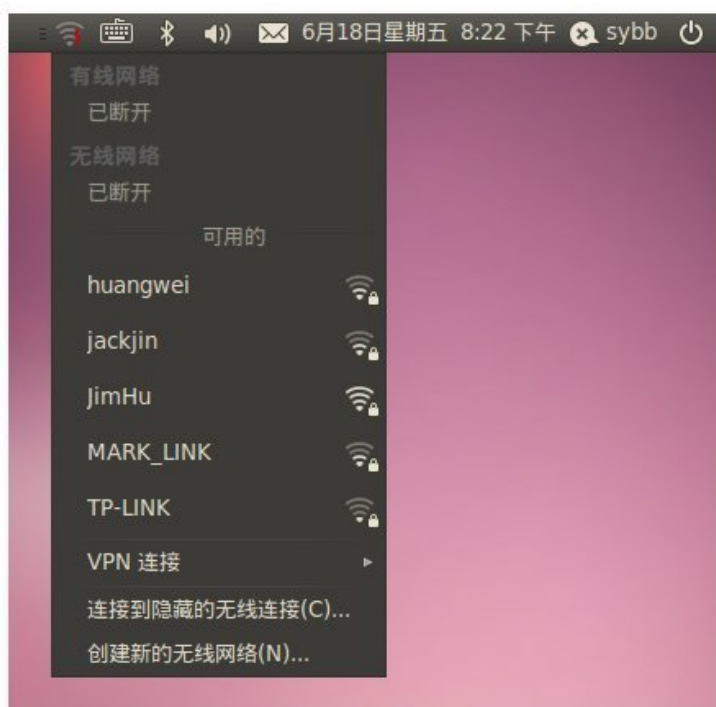 6月18日星期五 8:22 下午 sybb
有线网络
已断开
无线网络
已断开
可用的
huangwei
jackjin
JimHu
MARK_LINK
TP-LINK
VPN 连接
连接到隐藏的无线连接(C)...
创建新的无线网络(N)...